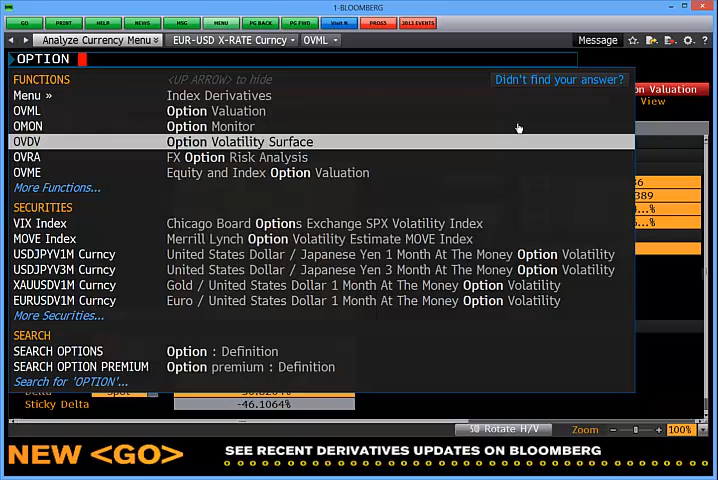 1-BLOOMBERG
GO PRINT HELP NEWS MSG MENU PG BACK PG FWD PROS5 2013 EVENTS
Analyze Currency Menu EUR-USD X-RATE Curncy OVML Message
OPTION
FUNCTIONS <UP ARROW> to hide Didn't find your answer?
on Valuation
Menu » Index Derivatives
View
OVML Option Valuation
OMON Option Monitor
OVDV Option Volatility Surface
OVRA FX Option Risk Analysis
OVME Equity and Index Option Valuation
More Functions...
36
389
SECURITIES
VIX Index Chicago Board Options Exchange SPX Volatility Index
MOVE Index Merrill Lynch Option Volatility Estimate MOVE Index
USDJPYV1M Curncy United States Dollar / Japanese Yen 1 Month At The Money Option Volatility
USDJPYV3M Curncy United States Dollar / Japanese Yen 3 Month At The Money Option Volatility
XAUUSDV1M Curncy Gold / United States Dollar 1 Month At The Money Option Volatility
EURUSDV1M Curncy Euro / United States Dollar 1 Month At The Money Option Volatility
More Securities...
SEARCH
SEARCH OPTIONS Option : Definition
SEARCH OPTION PREMIUM Option premium : Definition
Search for 'OPTION'...
Sticky Delta -46.1064%
50 Rotate H/V Zoom - + 100%
NEW <GO> SEE RECENT DERIVATIVES UPDATES ON BLOOMBERG